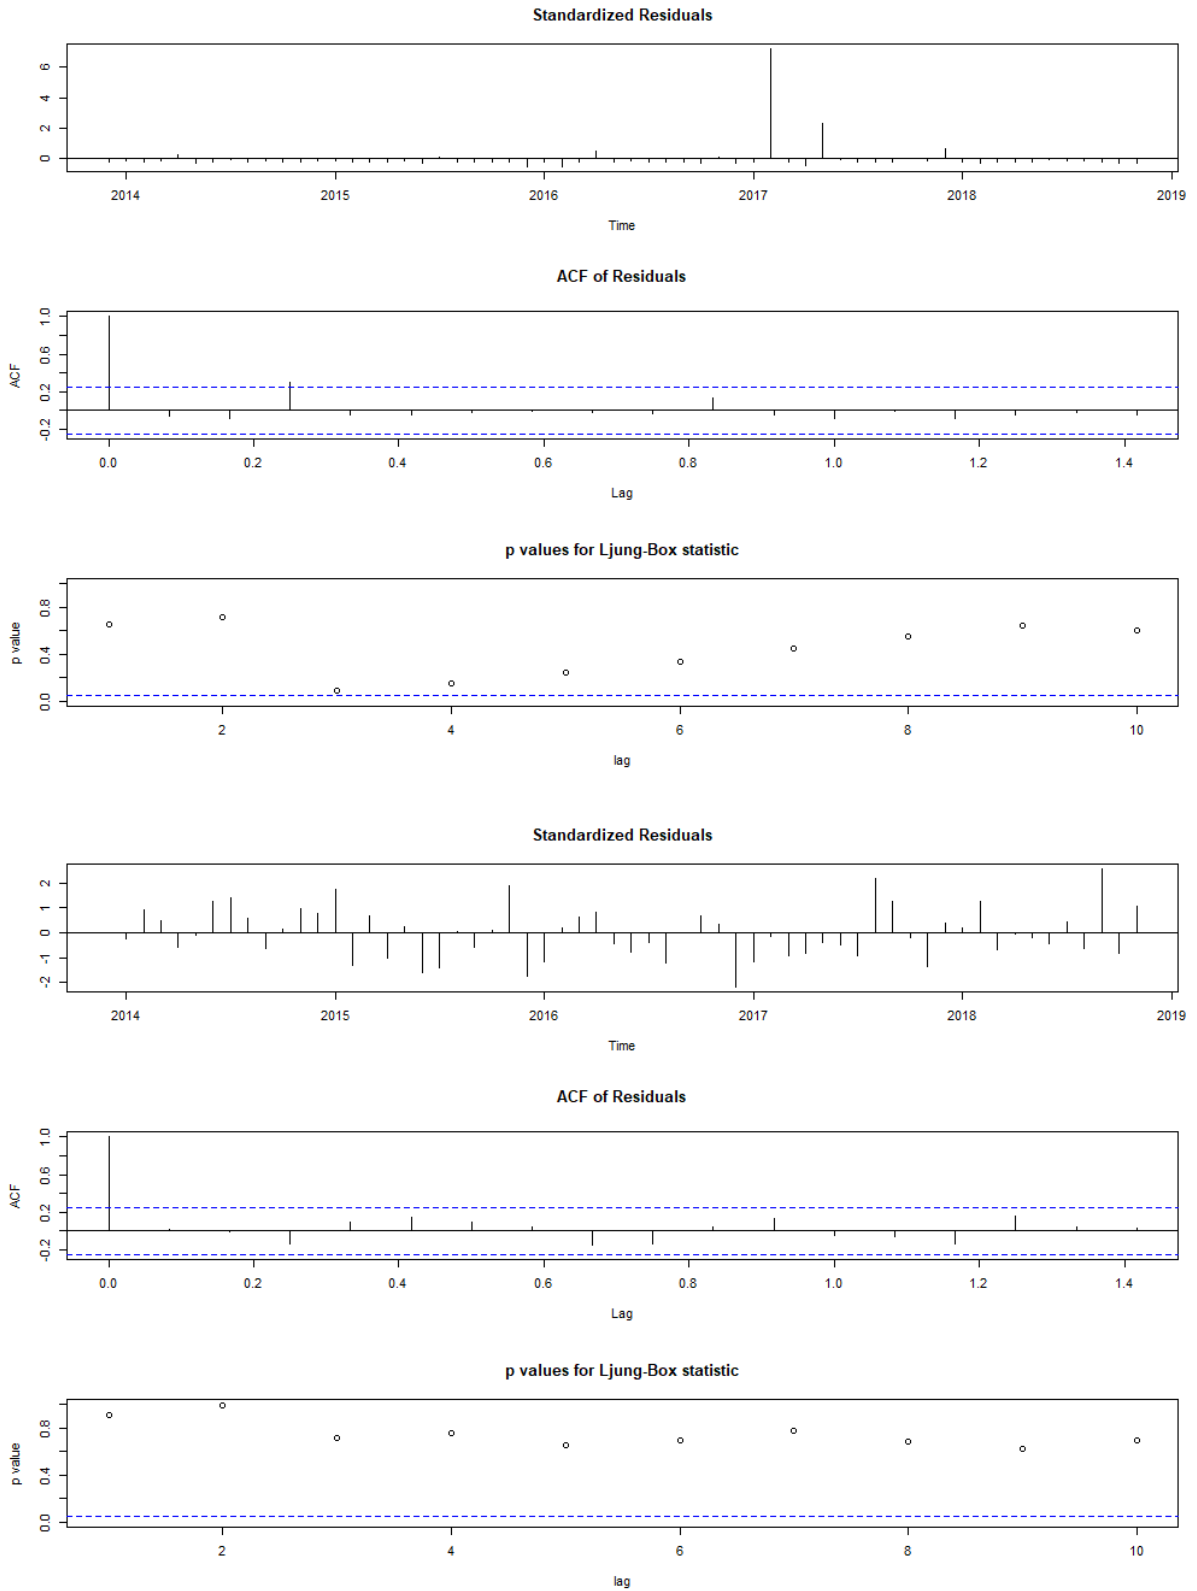 Standardized Residuals
6
4
2
0
2014 2015 2016 2017 2018 2019
Time
ACF of Residuals
1.0
0.6
0.2
-0.2
ACF
0.0 0.2 0.4 0.6 0.8 1.0 1.2 1.4
Lag
p values for Ljung-Box statistic
0.8
0.4
0.0
p value
2 4 6 8 10
lag
Standardized Residuals
2
1
0
-1
-2
2014 2015 2016 2017 2018 2019
Time
ACF of Residuals
1.0
0.6
0.2
-0.2
ACF
0.0 0.2 0.4 0.6 0.8 1.0 1.2 1.4
Lag
p values for Ljung-Box statistic
0.8
0.4
0.0
p value
2 4 6 8 10
lag